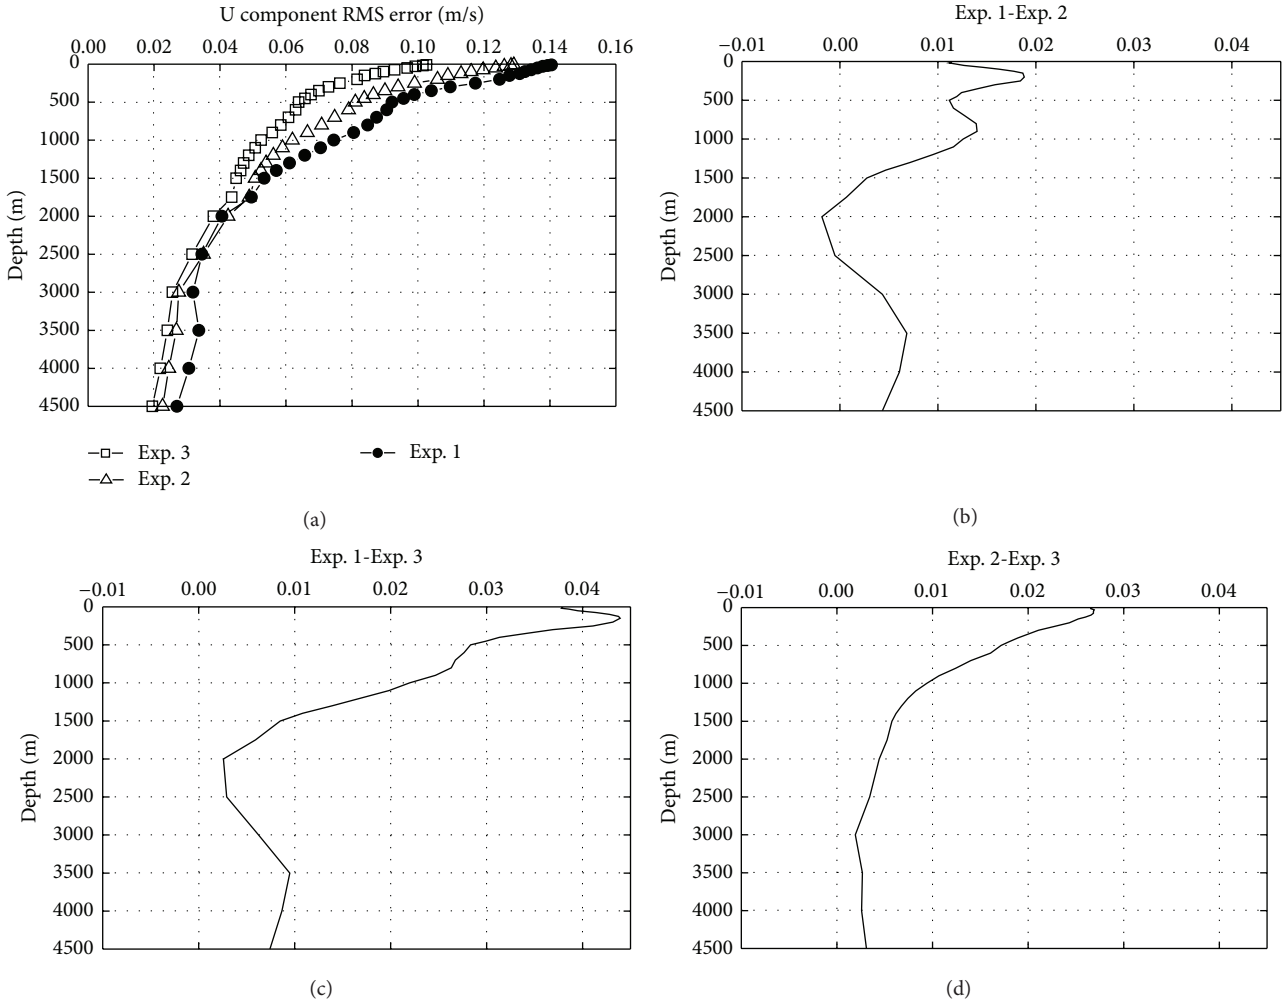 U component RMS error (m/s)
0.00 0.02 0.04 0.06 0.08 0.10 0.12 0.14 0.16
0
500
1000
1500
2000
2500
3000
3500
4000
4500
Depth (m)
Exp. 3
Exp. 2
Exp. 1
(a)
Exp. 1-Exp. 2
−0.01 0.00 0.01 0.02 0.03 0.04
0
500
1000
1500
2000
2500
3000
3500
4000
4500
Depth (m)
(b)
Exp. 1-Exp. 3
−0.01 0.00 0.01 0.02 0.03 0.04
0
500
1000
1500
2000
2500
3000
3500
4000
4500
Depth (m)
(c)
Exp. 2-Exp. 3
−0.01 0.00 0.01 0.02 0.03 0.04
0
500
1000
1500
2000
2500
3000
3500
4000
4500
Depth (m)
(d)